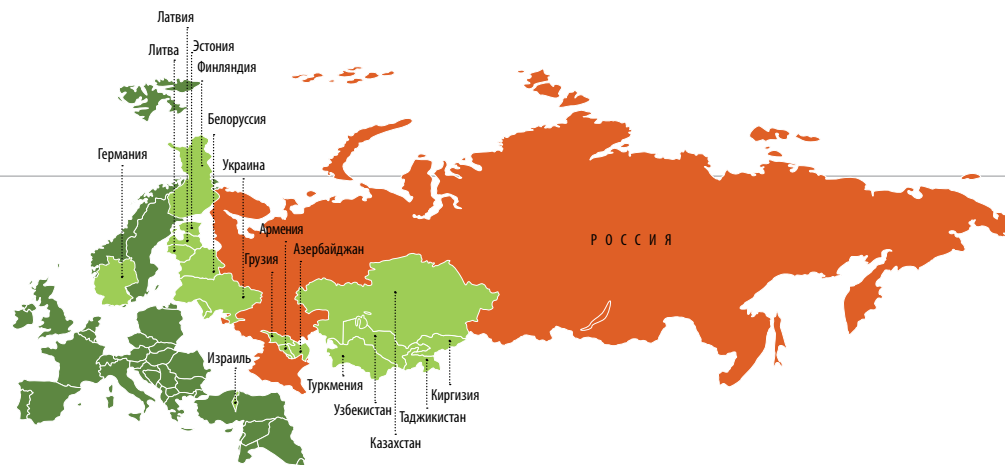 Латвия
Эстония
Литва
Финляндия
Белоруссия
Германия
Украина
Армения
РОССИЯ
Азербайджан
Грузия
Израиль
Туркмения
Киргизия
Узбекистан
Таджикистан
Казахстан